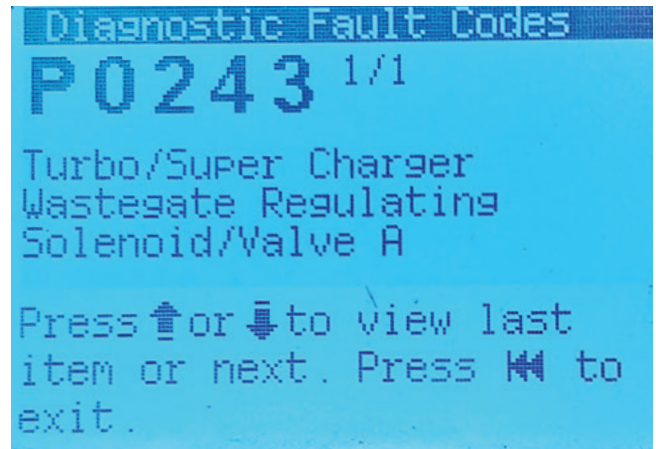 Diagnostic Fault Codes
P0243 1/1
Turbo/Super Charger
Wastegate Regulating
Solenoid/Valve A
Press⬆or⬇to view last
item or next. Press ⏮ to
exit.